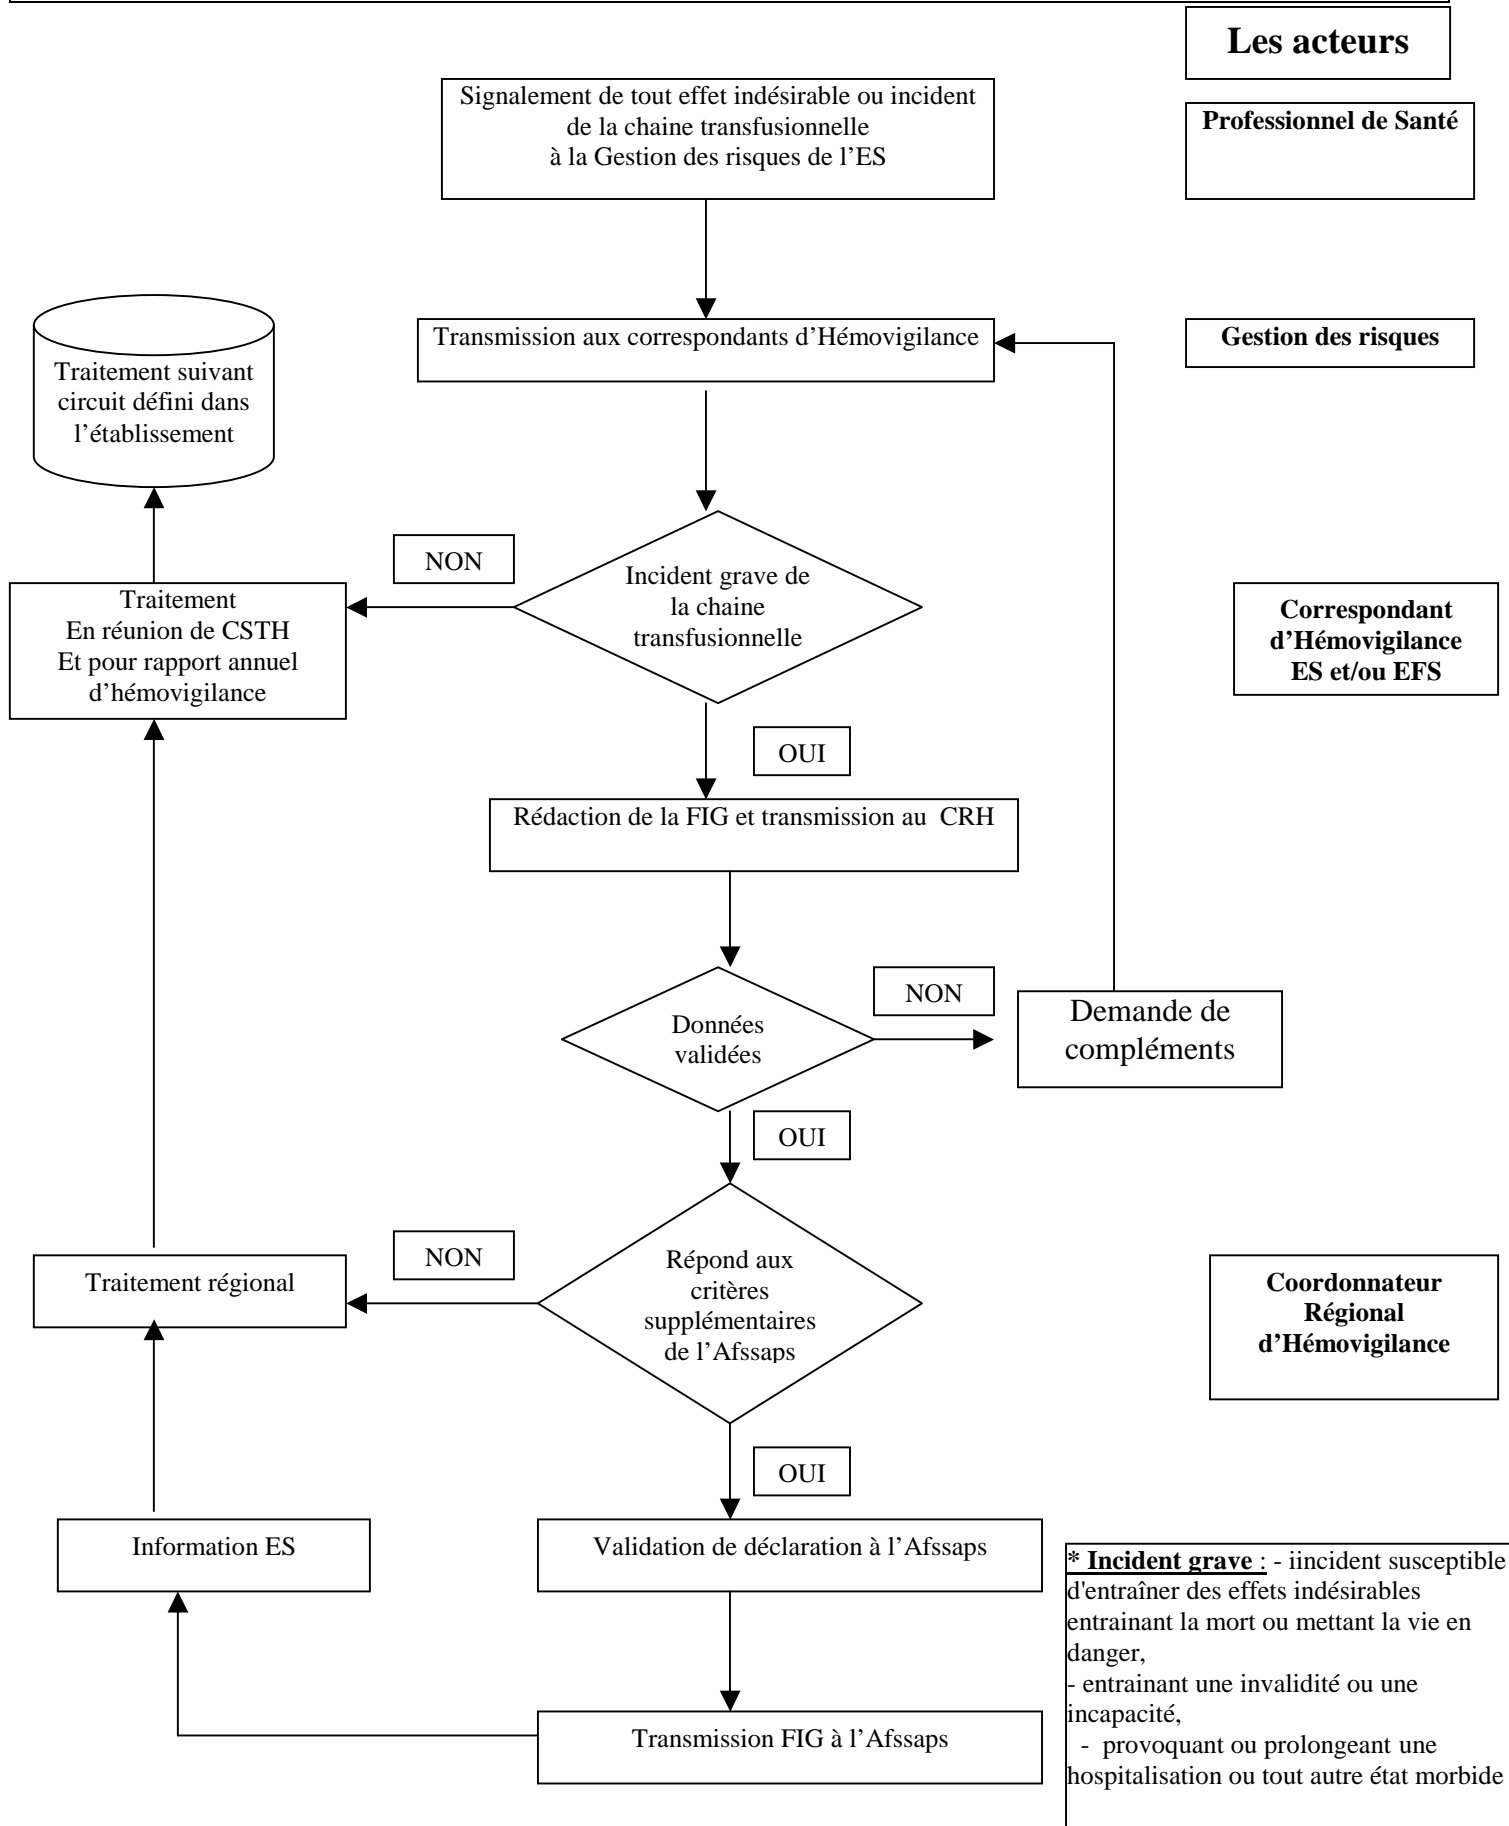 Les acteurs
Signalement de tout effet indésirable ou incident
de la chaine transfusionnelle
à la Gestion des risques de l’ES
Professionnel de Santé
Transmission aux correspondants d’Hémovigilance
Gestion des risques
Traitement suivant
circuit défini dans
l’établissement
NON
Incident grave de
la chaine
transfusionnelle
Traitement
En réunion de CSTH
Et pour rapport annuel
d’hémovigilance
Correspondant
d’Hémovigilance
ES et/ou EFS
OUI
Rédaction de la FIG et transmission au CRH
Données
validées
NON
Demande de
compléments
OUI
Répond aux
critères
supplémentaires
de l’Afssaps
NON
Traitement régional
Coordonnateur
Régional
d’Hémovigilance
OUI
Information ES
Validation de déclaration à l’Afssaps
Transmission FIG à l’Afssaps
* Incident grave : - iincident susceptible
d'entraîner des effets indésirables
entrainant la mort ou mettant la vie en
danger,
- entrainant une invalidité ou une
incapacité,
- provoquant ou prolongeant une
hospitalisation ou tout autre état morbide